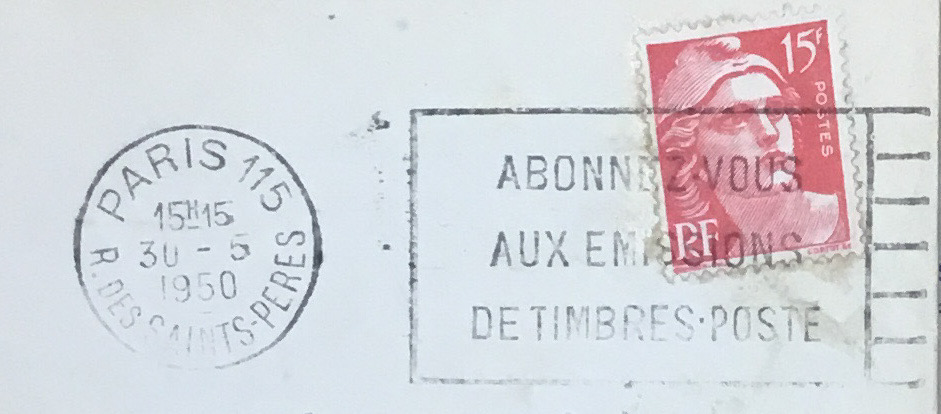 PARIS 115
15H15
30-5
1950
R. DES SAINTS-PERES
ABONNEZ-VOUS
AUX EMISSIONS
DE TIMBRES-POSTE
15F
POSTES
RF